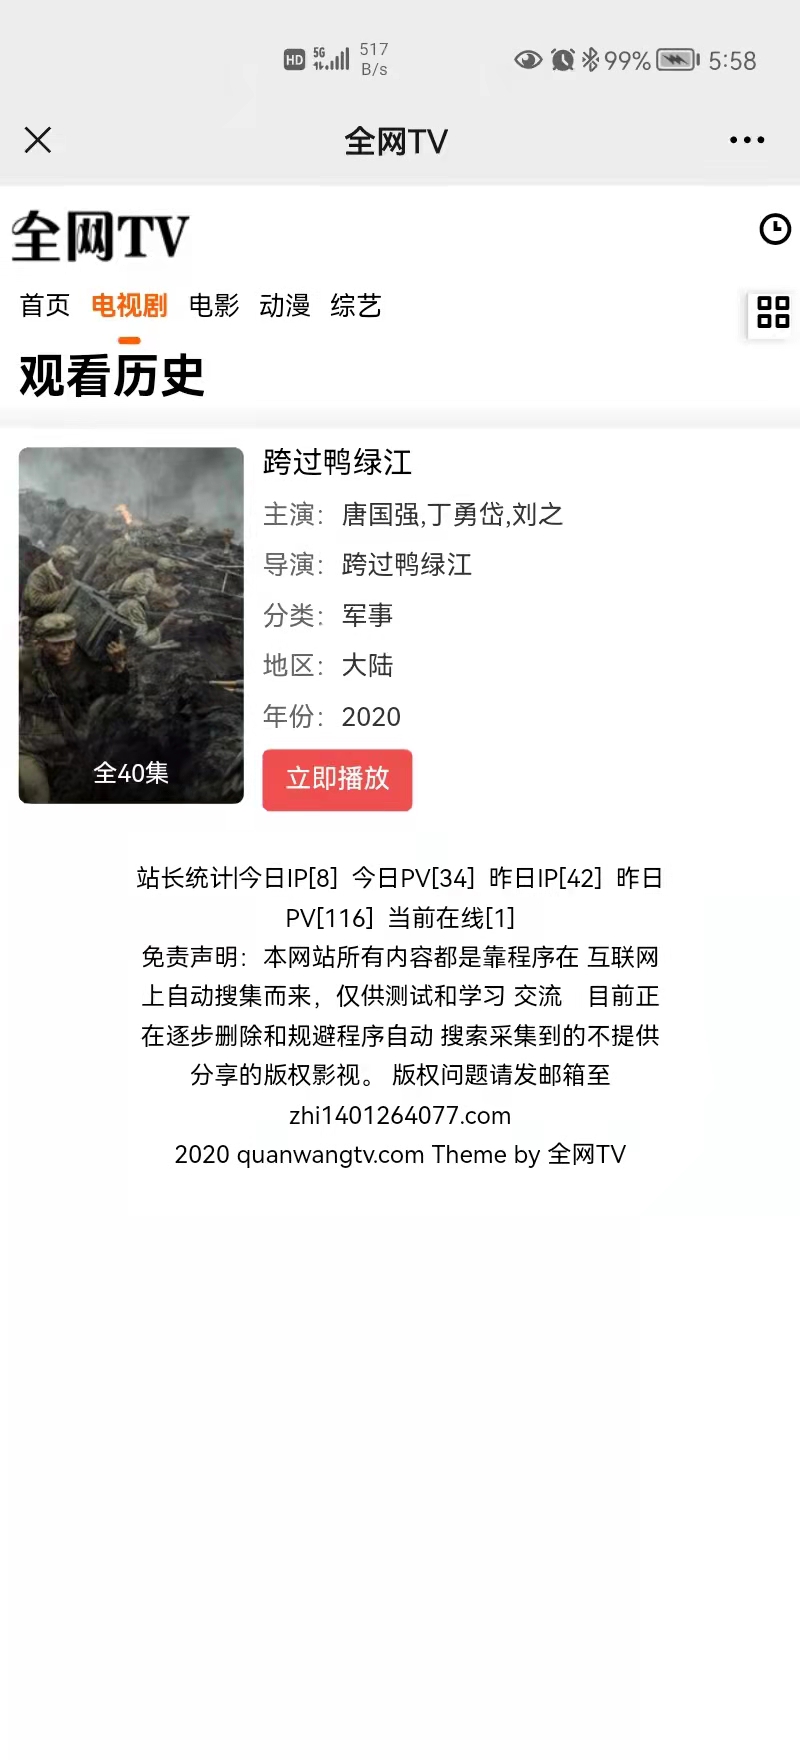 HD 5G 517 B/s 99% 5:58
全网TV
全网TV
首页 电视剧 电影 动漫 综艺
观看历史
跨过鸭绿江
主演：唐国强,丁勇岱,刘之
导演：跨过鸭绿江
分类：军事
地区：大陆
年份：2020
全40集
立即播放
站长统计|今日IP[8] 今日PV[34] 昨日IP[42] 昨日
PV[116] 当前在线[1]
免责声明：本网站所有内容都是靠程序在 互联网
上自动搜集而来，仅供测试和学习 交流　目前正
在逐步删除和规避程序自动 搜索采集到的不提供
分享的版权影视。 版权问题请发邮箱至
zhi1401264077.com
2020 quanwangtv.com Theme by 全网TV